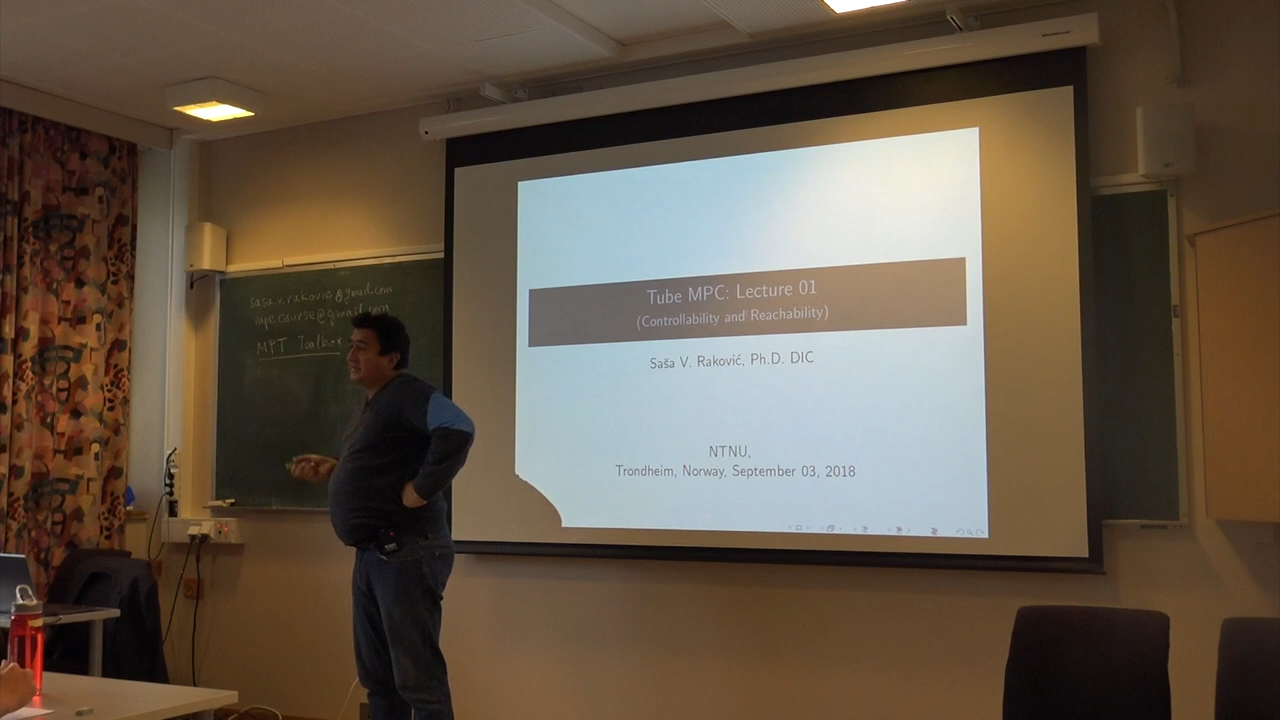 sasa.v.rakovic@gmail.com
mpc.course@gmail.com
MPT Toolbox
Tube MPC: Lecture 01
(Controllability and Reachability)
Saša V. Raković, Ph.D. DIC
NTNU,
Trondheim, Norway, September 03, 2018